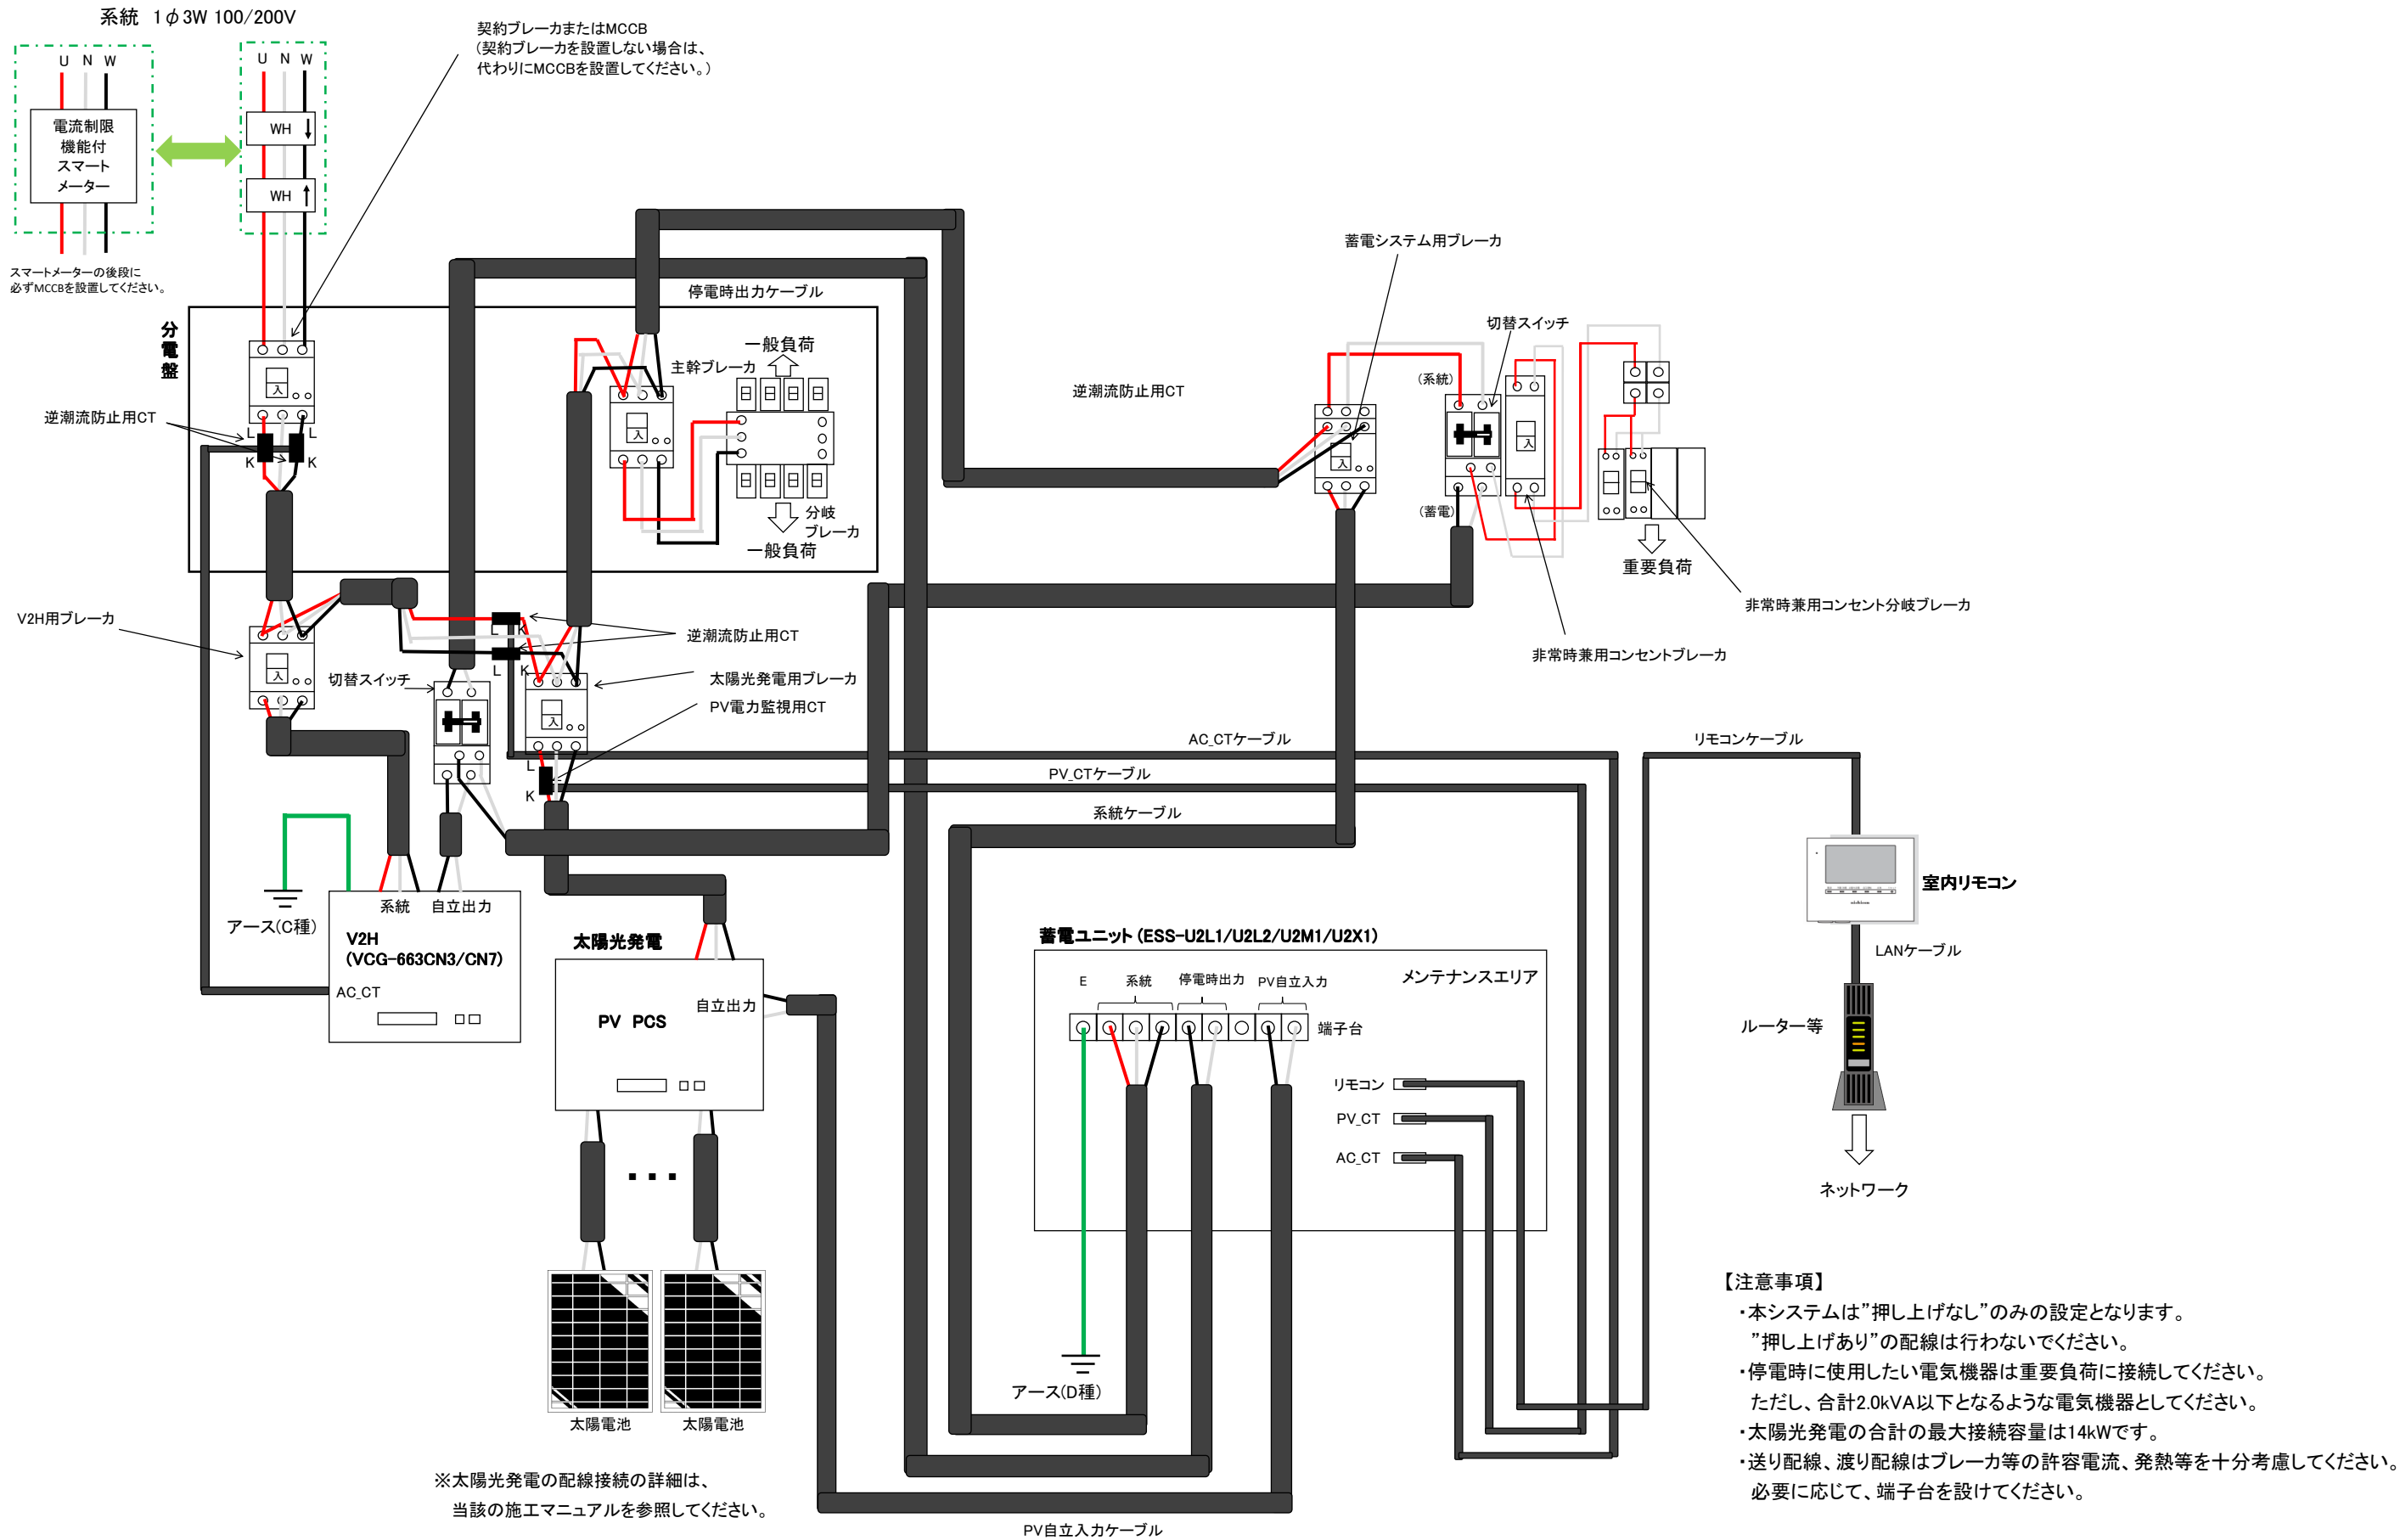 系統 1φ3W 100/200V
U N W
U N W
電流制限
機能付
スマート
メーター
WH
WH
スマートメーターの後段に
必ずMCCBを設置してください。
契約ブレーカまたはMCCB
(契約ブレーカを設置しない場合は、
代わりにMCCBを設置してください。)
分電盤
停電時出力ケーブル
入
逆潮流防止用CT
L
L
K
K
一般負荷
主幹ブレーカ
入
分岐
ブレーカ
一般負荷
逆潮流防止用CT
蓄電システム用ブレーカ
切替スイッチ
(系統)
入
入
(蓄電)
重要負荷
非常時兼用コンセント分岐ブレーカ
非常時兼用コンセントブレーカ
V2H用ブレーカ
入
L K
逆潮流防止用CT
L K
切替スイッチ
太陽光発電用ブレーカ
入
PV電力監視用CT
L
K
AC_CTケーブル
リモコンケーブル
PV_CTケーブル
系統ケーブル
アース(C種)
系統 自立出力
V2H
(VCG-663CN3/CN7)
AC_CT
太陽光発電
自立出力
PV PCS
蓄電ユニット(ESS-U2L1/U2L2/U2M1/U2X1)
メンテナンスエリア
E 系統 停電時出力 PV自立入力
端子台
リモコン
PV_CT
AC_CT
室内リモコン
LANケーブル
ルーター等
ネットワーク
・・・
アース(D種)
太陽電池 太陽電池
※太陽光発電の配線接続の詳細は、
当該の施工マニュアルを参照してください。
PV自立入力ケーブル
【注意事項】
・本システムは”押し上げなし”のみの設定となります。
”押し上げあり”の配線は行わないでください。
・停電時に使用したい電気機器は重要負荷に接続してください。
ただし、合計2.0kVA以下となるような電気機器としてください。
・太陽光発電の合計の最大接続容量は14kWです。
・送り配線、渡り配線はブレーカ等の許容電流、発熱等を十分考慮してください。
必要に応じて、端子台を設けてください。